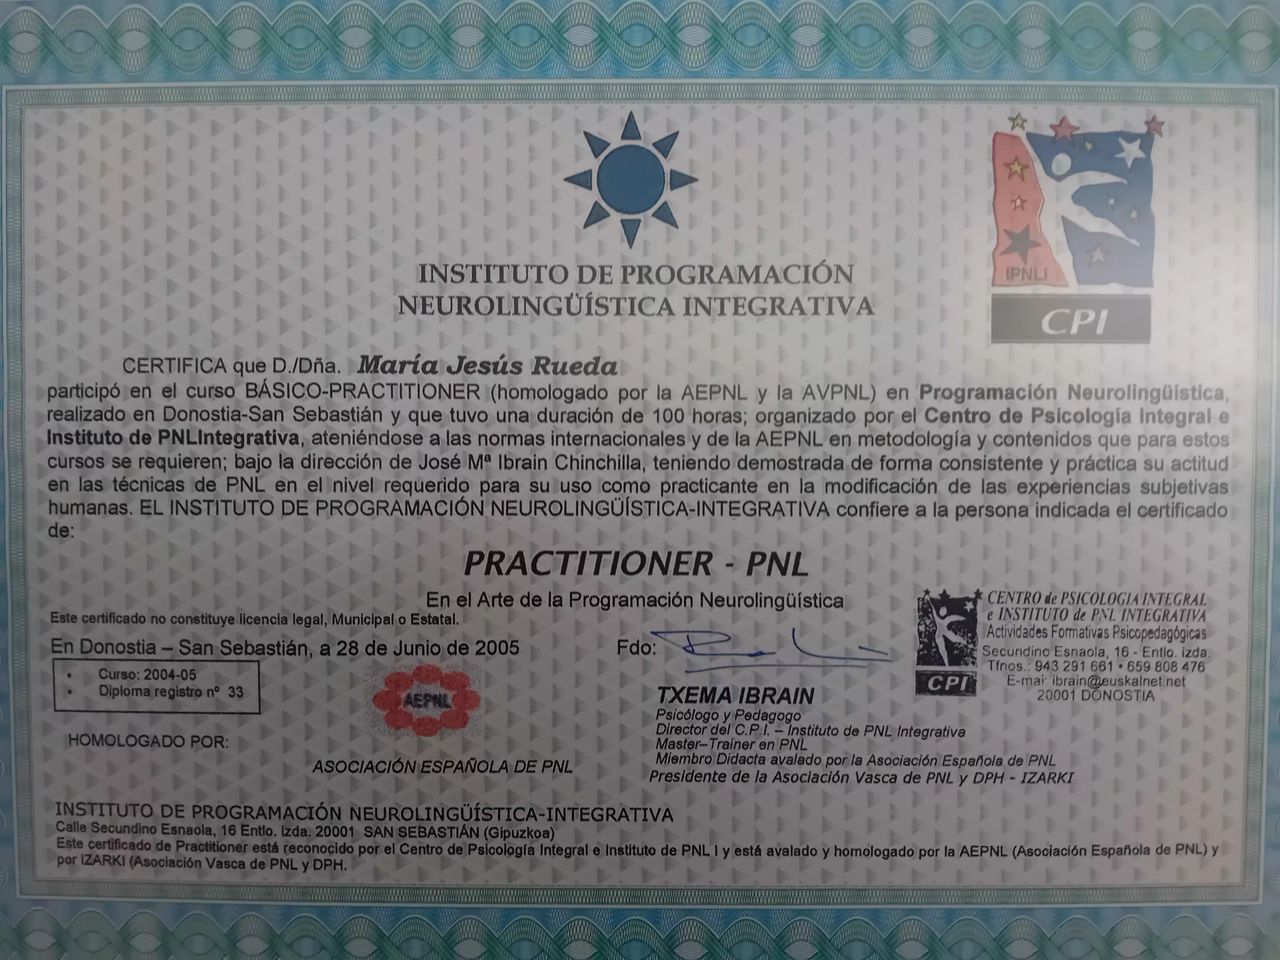 IPNLI
CPI
INSTITUTO DE PROGRAMACIÓN
NEUROLINGÜÍSTICA INTEGRATIVA
CERTIFICA que D./Dña. María Jesús Rueda
participó en el curso BÁSICO-PRACTITIONER (homologado por la AEPNL y la AVPNL) en Programación Neurolingüística,
realizado en Donostia-San Sebastián y que tuvo una duración de 100 horas; organizado por el Centro de Psicología Integral e
Instituto de PNLIntegrativa, ateniéndose a las normas internacionales y de la AEPNL en metodología y contenidos que para estos
cursos se requieren; bajo la dirección de José Mª Ibrain Chinchilla, teniendo demostrada de forma consistente y práctica su actitud
en las técnicas de PNL en el nivel requerido para su uso como practicante en la modificación de las experiencias subjetivas
humanas. EL INSTITUTO DE PROGRAMACIÓN NEUROLINGÜÍSTICA-INTEGRATIVA confiere a la persona indicada el certificado
de:
PRACTITIONER - PNL
En el Arte de la Programación Neurolingüística
Este certificado no constituye licencia legal, Municipal o Estatal.
En Donostia – San Sebastián, a 28 de Junio de 2005
Fdo:
• Curso: 2004-05
• Diploma registro nº 33
AEPNL
HOMOLOGADO POR:
ASOCIACIÓN ESPAÑOLA DE PNL
TXEMA IBRAIN
Psicólogo y Pedagogo
Director del C.P.I. – Instituto de PNL Integrativa
Master–Trainer en PNL
Miembro Didacta avalado por la Asociación Española de PNL
Presidente de la Asociación Vasca de PNL y DPH - IZARKI
CENTRO de PSICOLOGIA INTEGRAL
e INSTITUTO de PNL INTEGRATIVA
Actividades Formativas Psicopedagógicas
Secundino Esnaola, 16 - Entlo. izda.
Tfnos.: 943 291 661 • 659 808 476
E-mai: ibrain@euskalnet.net
20001 DONOSTIA
CPI
INSTITUTO DE PROGRAMACIÓN NEUROLINGÜÍSTICA-INTEGRATIVA
Calle Secundino Esnaola, 16 Entlo. Izda. 20001 SAN SEBASTIÁN (Gipuzkoa)
Este certificado de Practitioner está reconocido por el Centro de Psicología Integral e Instituto de PNL I y está avalado y homologado por la AEPNL (Asociación Española de PNL) y
por IZARKI (Asociación Vasca de PNL y DPH.